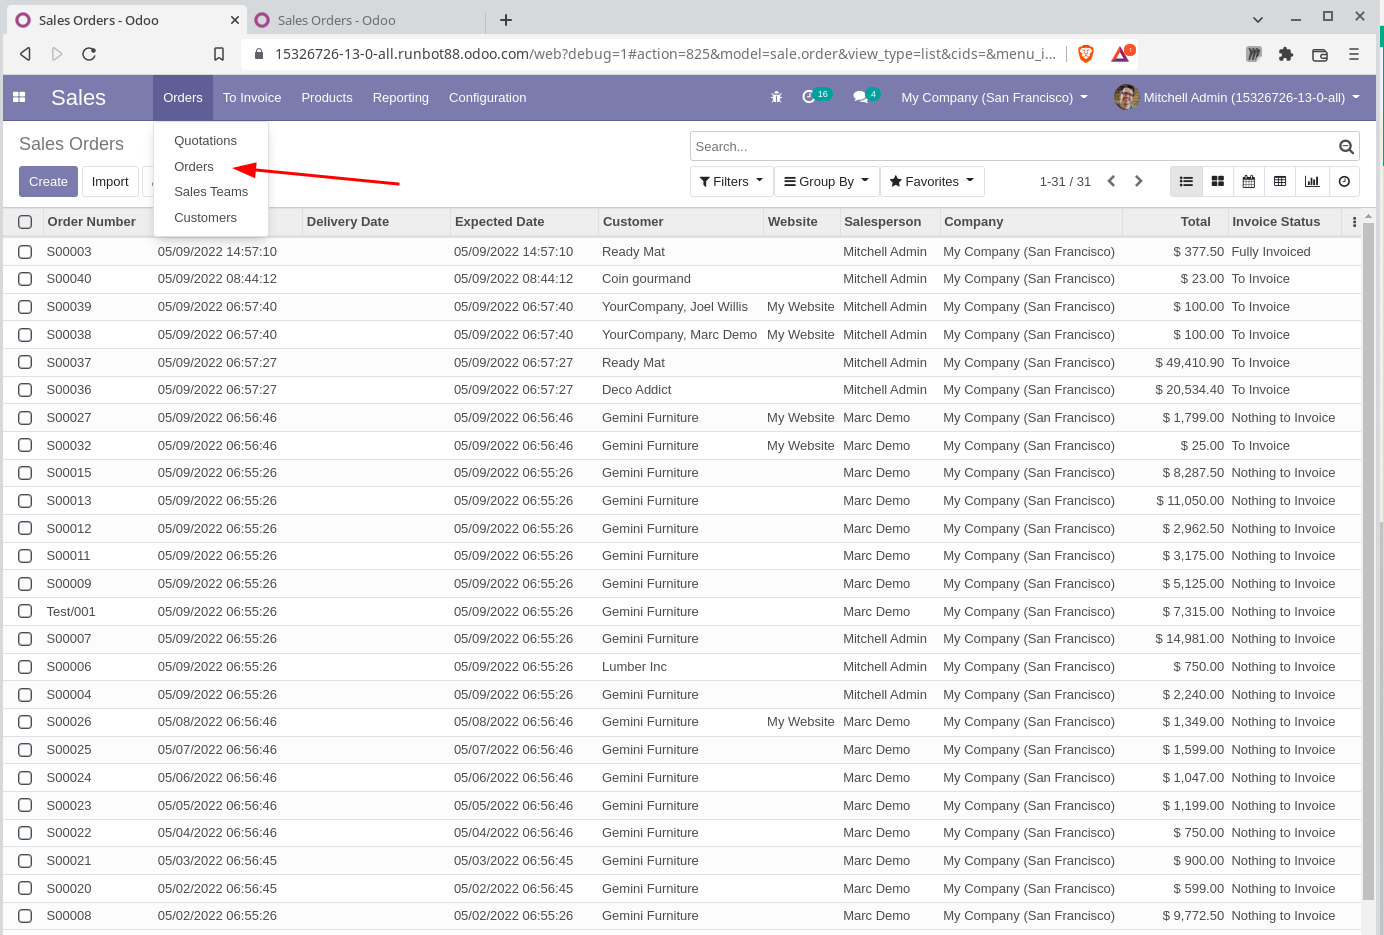 Sales Orders - Odoo
Sales Orders - Odoo
15326726-13-0-all.runbot88.odoo.com/web?debug=1#action=825&model=sale.order&view_type=list&cids=&menu_i...
1
Sales Orders To Invoice Products Reporting Configuration 16 4 My Company (San Francisco) Mitchell Admin (15326726-13-0-all)
Sales Orders
Quotations
Orders
Sales Teams
Customers
Search...
Create Import
Filters Group By Favorites 1-31 / 31
Order Number Delivery Date Expected Date Customer Website Salesperson Company Total Invoice Status
S00003 05/09/2022 14:57:10 05/09/2022 14:57:10 Ready Mat Mitchell Admin My Company (San Francisco) $ 377.50 Fully Invoiced
S00040 05/09/2022 08:44:12 05/09/2022 08:44:12 Coin gourmand Mitchell Admin My Company (San Francisco) $ 23.00 To Invoice
S00039 05/09/2022 06:57:40 05/09/2022 06:57:40 YourCompany, Joel Willis My Website Mitchell Admin My Company (San Francisco) $ 100.00 To Invoice
S00038 05/09/2022 06:57:40 05/09/2022 06:57:40 YourCompany, Marc Demo My Website Mitchell Admin My Company (San Francisco) $ 100.00 To Invoice
S00037 05/09/2022 06:57:27 05/09/2022 06:57:27 Ready Mat Mitchell Admin My Company (San Francisco) $ 49,410.90 To Invoice
S00036 05/09/2022 06:57:27 05/09/2022 06:57:27 Deco Addict Mitchell Admin My Company (San Francisco) $ 20,534.40 To Invoice
S00027 05/09/2022 06:56:46 05/09/2022 06:56:46 Gemini Furniture My Website Marc Demo My Company (San Francisco) $ 1,799.00 Nothing to Invoice
S00032 05/09/2022 06:56:46 05/09/2022 06:56:46 Gemini Furniture My Website Marc Demo My Company (San Francisco) $ 25.00 To Invoice
S00015 05/09/2022 06:55:26 05/09/2022 06:55:26 Gemini Furniture Marc Demo My Company (San Francisco) $ 8,287.50 Nothing to Invoice
S00013 05/09/2022 06:55:26 05/09/2022 06:55:26 Gemini Furniture Marc Demo My Company (San Francisco) $ 11,050.00 Nothing to Invoice
S00012 05/09/2022 06:55:26 05/09/2022 06:55:26 Gemini Furniture Marc Demo My Company (San Francisco) $ 2,962.50 Nothing to Invoice
S00011 05/09/2022 06:55:26 05/09/2022 06:55:26 Gemini Furniture Marc Demo My Company (San Francisco) $ 3,175.00 Nothing to Invoice
S00009 05/09/2022 06:55:26 05/09/2022 06:55:26 Gemini Furniture Marc Demo My Company (San Francisco) $ 5,125.00 Nothing to Invoice
Test/001 05/09/2022 06:55:26 05/09/2022 06:55:26 Gemini Furniture Marc Demo My Company (San Francisco) $ 7,315.00 Nothing to Invoice
S00007 05/09/2022 06:55:26 05/09/2022 06:55:26 Gemini Furniture Mitchell Admin My Company (San Francisco) $ 14,981.00 Nothing to Invoice
S00006 05/09/2022 06:55:26 05/09/2022 06:55:26 Lumber Inc Mitchell Admin My Company (San Francisco) $ 750.00 Nothing to Invoice
S00004 05/09/2022 06:55:26 05/09/2022 06:55:26 Gemini Furniture Mitchell Admin My Company (San Francisco) $ 2,240.00 Nothing to Invoice
S00026 05/08/2022 06:56:46 05/08/2022 06:56:46 Gemini Furniture My Website Marc Demo My Company (San Francisco) $ 1,349.00 Nothing to Invoice
S00025 05/07/2022 06:56:46 05/07/2022 06:56:46 Gemini Furniture Marc Demo My Company (San Francisco) $ 1,599.00 Nothing to Invoice
S00024 05/06/2022 06:56:46 05/06/2022 06:56:46 Gemini Furniture Marc Demo My Company (San Francisco) $ 1,047.00 Nothing to Invoice
S00023 05/05/2022 06:56:46 05/05/2022 06:56:46 Gemini Furniture Marc Demo My Company (San Francisco) $ 1,199.00 Nothing to Invoice
S00022 05/04/2022 06:56:46 05/04/2022 06:56:46 Gemini Furniture Marc Demo My Company (San Francisco) $ 750.00 Nothing to Invoice
S00021 05/03/2022 06:56:45 05/03/2022 06:56:45 Gemini Furniture Marc Demo My Company (San Francisco) $ 900.00 Nothing to Invoice
S00020 05/02/2022 06:56:45 05/02/2022 06:56:45 Gemini Furniture Marc Demo My Company (San Francisco) $ 599.00 Nothing to Invoice
S00008 05/02/2022 06:55:26 05/02/2022 06:55:26 Gemini Furniture Marc Demo My Company (San Francisco) $ 9,772.50 Nothing to Invoice